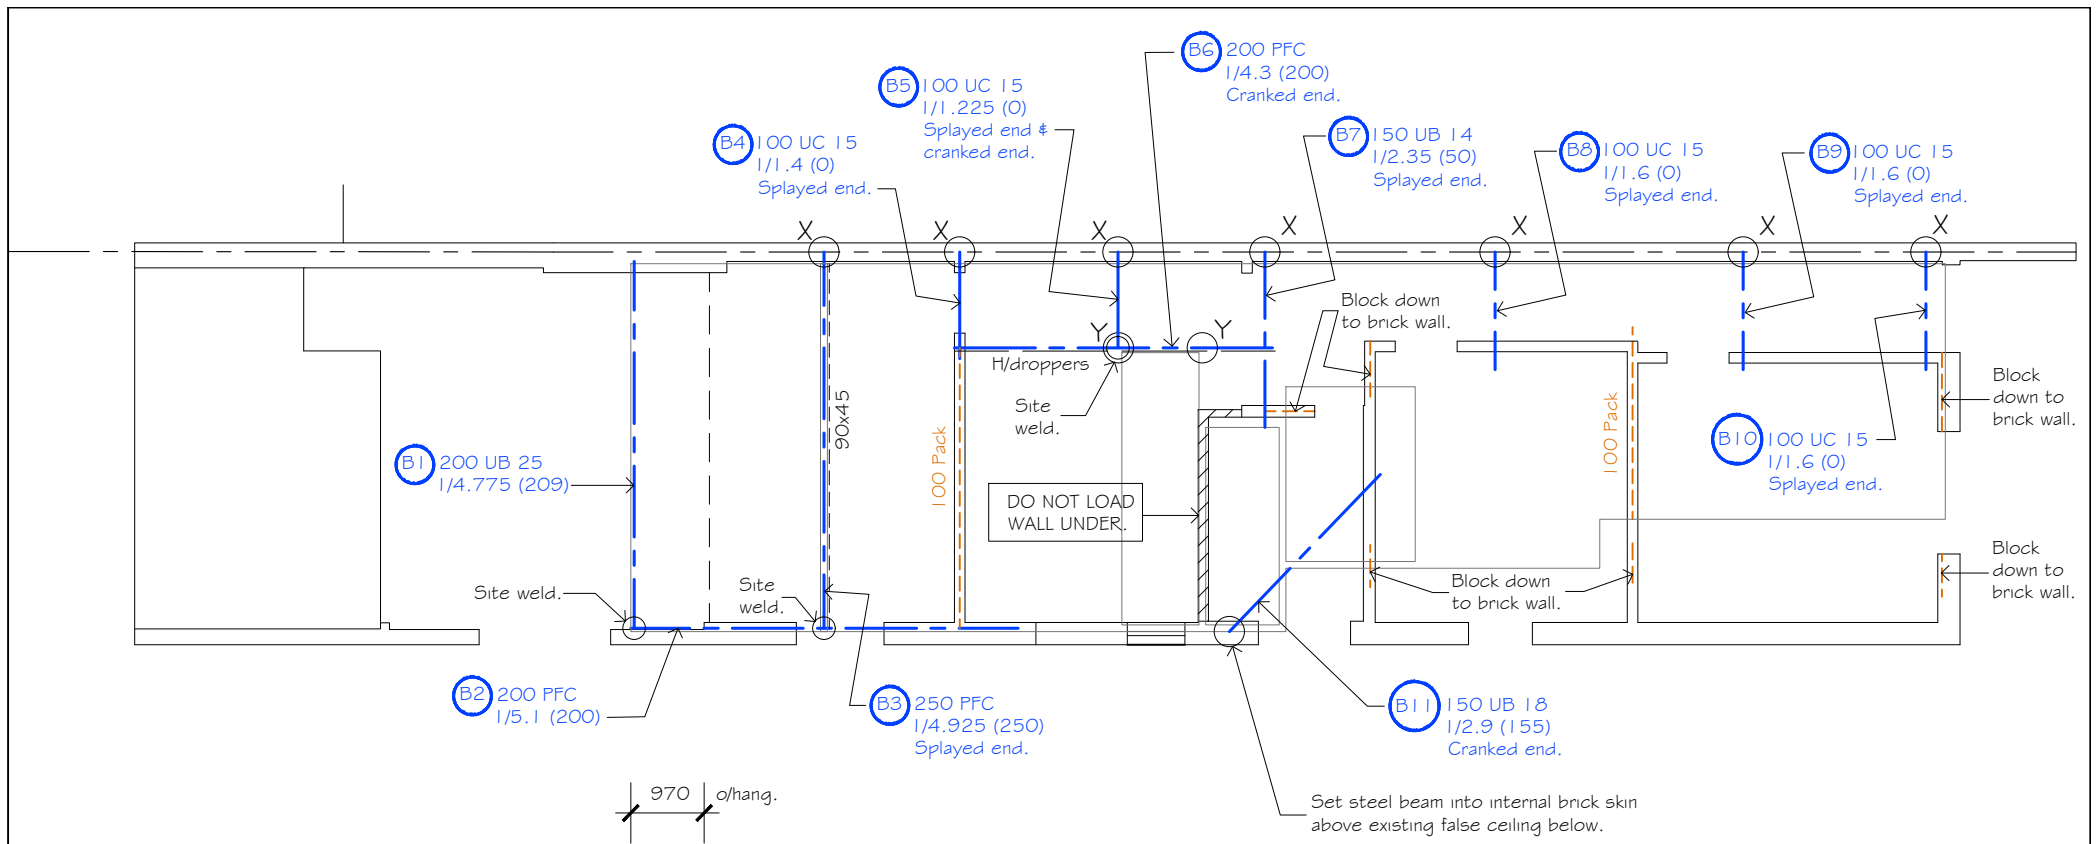 B6 200 PFC
1/4.3 (200)
Cranked end.
B5 100 UC 15
1/1.225 (0)
Splayed end &
cranked end.
B4 100 UC 15
1/1.4 (0)
Splayed end.
B7 150 UB 14
1/2.35 (50)
Splayed end.
B8 100 UC 15
1/1.6 (0)
Splayed end.
B9 100 UC 15
1/1.6 (0)
Splayed end.
X
X
X
X
X
X
X
Block down
to brick wall.
Y
Y
H/droppers
Site
weld.
90x45
100 Pack
100 Pack
Block
down to
brick wall.
B1 200 UB 25
1/4.775 (209)
B10 100 UC 15
1/1.6 (0)
Splayed end.
DO NOT LOAD
WALL UNDER.
Site weld.
Site
weld.
Block down
to brick wall.
Block
down to
brick wall.
B2 200 PFC
1/5.1 (200)
B3 250 PFC
1/4.925 (250)
Splayed end.
B11 150 UB 18
1/2.9 (155)
Cranked end.
970 o/hang.
Set steel beam into internal brick skin
above existing false ceiling below.